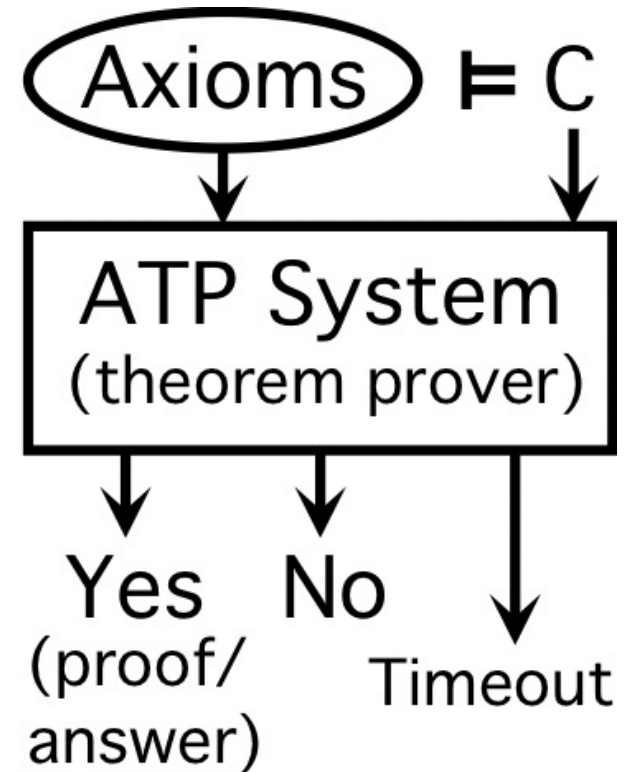 Axioms ⊨ C
ATP System
(theorem prover)
Yes No
(proof/
answer)
Timeout